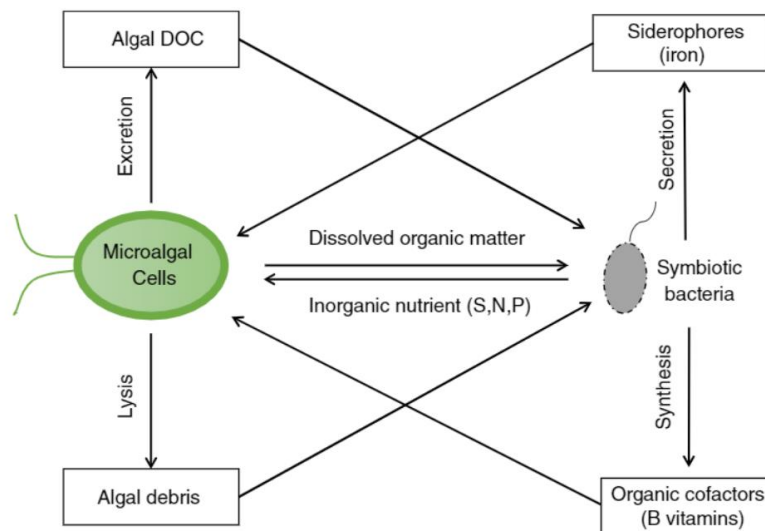 Algal DOC
Siderophores
(iron)
Excretion
Secretion
Microalgal
Cells
Dissolved organic matter
Inorganic nutrient (S,N,P)
Symbiotic
bacteria
Lysis
Synthesis
Algal debris
Organic cofactors
(B vitamins)